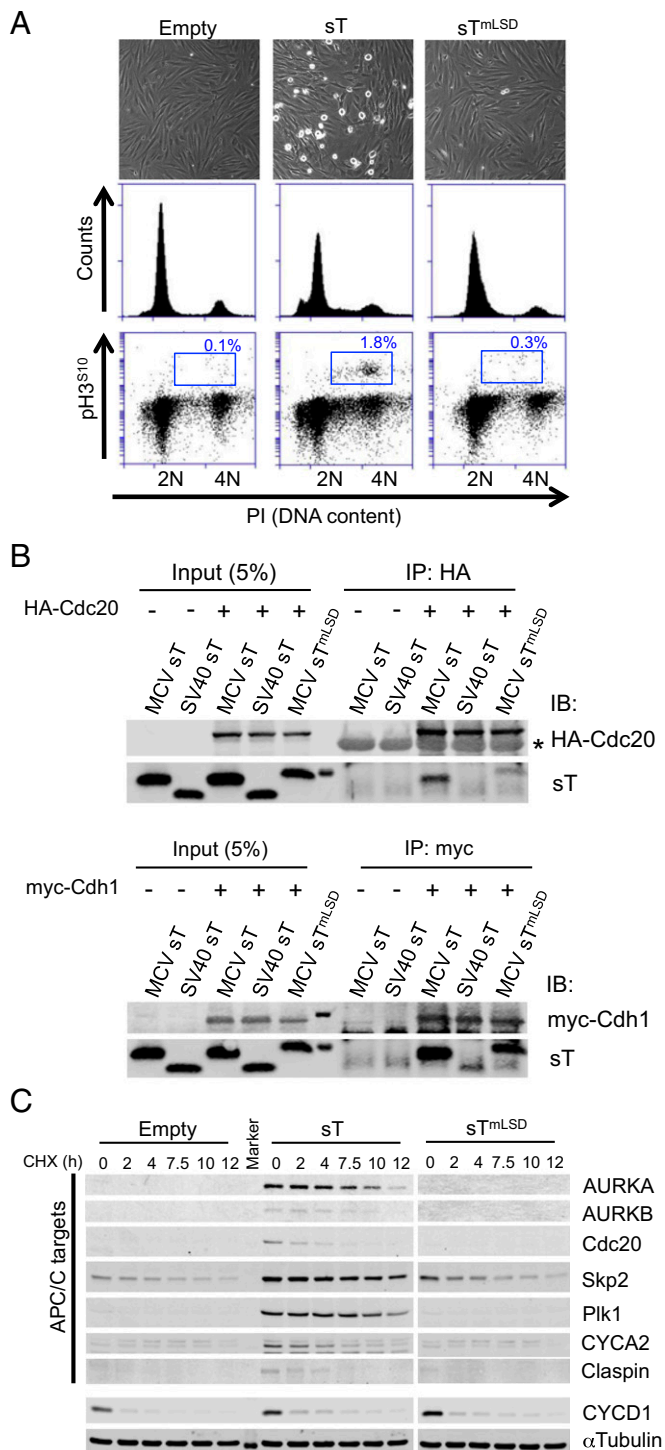 A
Empty sT sT^mLSD
Counts
pH3^S10
0.1% 1.8% 0.3%
2N 4N 2N 4N 2N 4N
PI (DNA content)
B
Input (5%) IP: HA
HA-Cdc20 - - + + + - - + + +
MCV sT SV40 sT MCV sT SV40 sT MCV sT^mLSD MCV sT SV40 sT MCV sT SV40 sT MCV sT^mLSD
IB:
* HA-Cdc20
sT
Input (5%) IP: myc
myc-Cdh1 - - + + + - - + + +
MCV sT SV40 sT MCV sT SV40 sT MCV sT^mLSD MCV sT SV40 sT MCV sT SV40 sT MCV sT^mLSD
IB:
myc-Cdh1
sT
C
Empty Marker sT sT^mLSD
CHX (h) 0 2 4 7.5 10 12 0 2 4 7.5 10 12 0 2 4 7.5 10 12
APC/C targets
AURKA
AURKB
Cdc20
Skp2
Plk1
CYCA2
Claspin
CYCD1
αTubulin